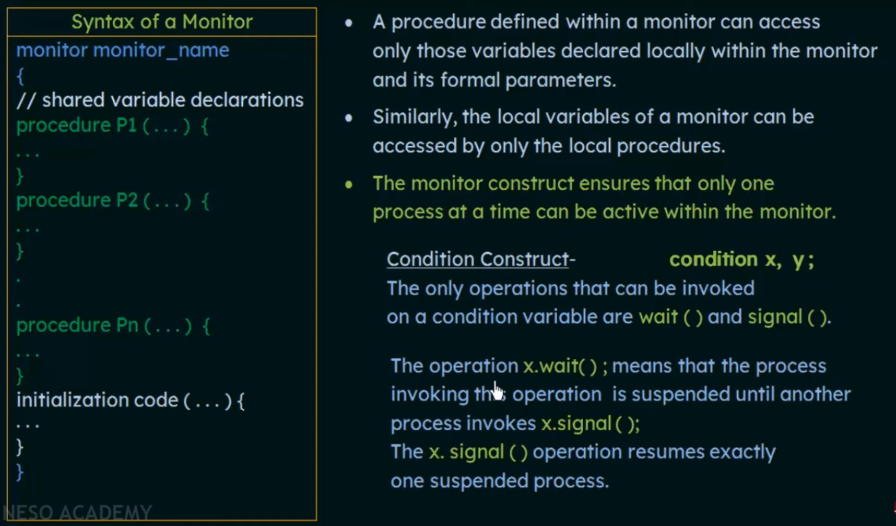 Syntax of a Monitor
monitor monitor_name
{
// shared variable declarations
procedure P1 (...) {
...
}
procedure P2 (...) {
...
}
.
.
procedure Pn (...) {
...
}
initialization code (...) {
...
}
}
NESO ACADEMY
• A procedure defined within a monitor can access
only those variables declared locally within the monitor
and its formal parameters.
• Similarly, the local variables of a monitor can be
accessed by only the local procedures.
• The monitor construct ensures that only one
process at a time can be active within the monitor.
Condition Construct- condition x, y;
The only operations that can be invoked
on a condition variable are wait () and signal ().
The operation x.wait() ; means that the process
invoking this operation is suspended until another
process invokes x.signal ();
The x. signal () operation resumes exactly
one suspended process.